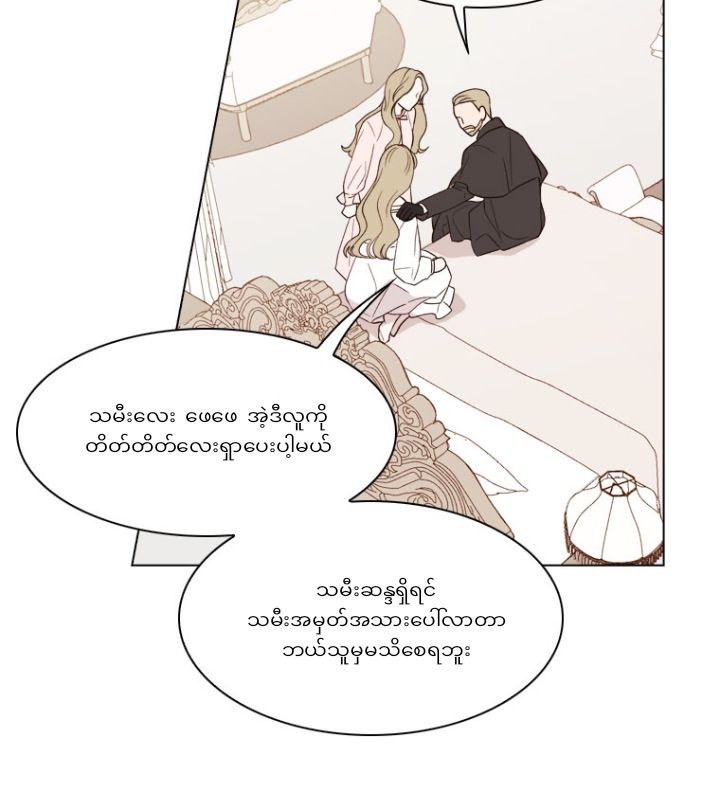 သမီးလေး ဖေဖေ အဲ့ဒီလူကို
တိတ်တိတ်လေးရှာပေးပါ့မယ်
သမီးဆန္ဒရှိရင်
သမီးအမှတ်အသားပေါ်လာတာ
ဘယ်သူမှမသိစေရဘူး